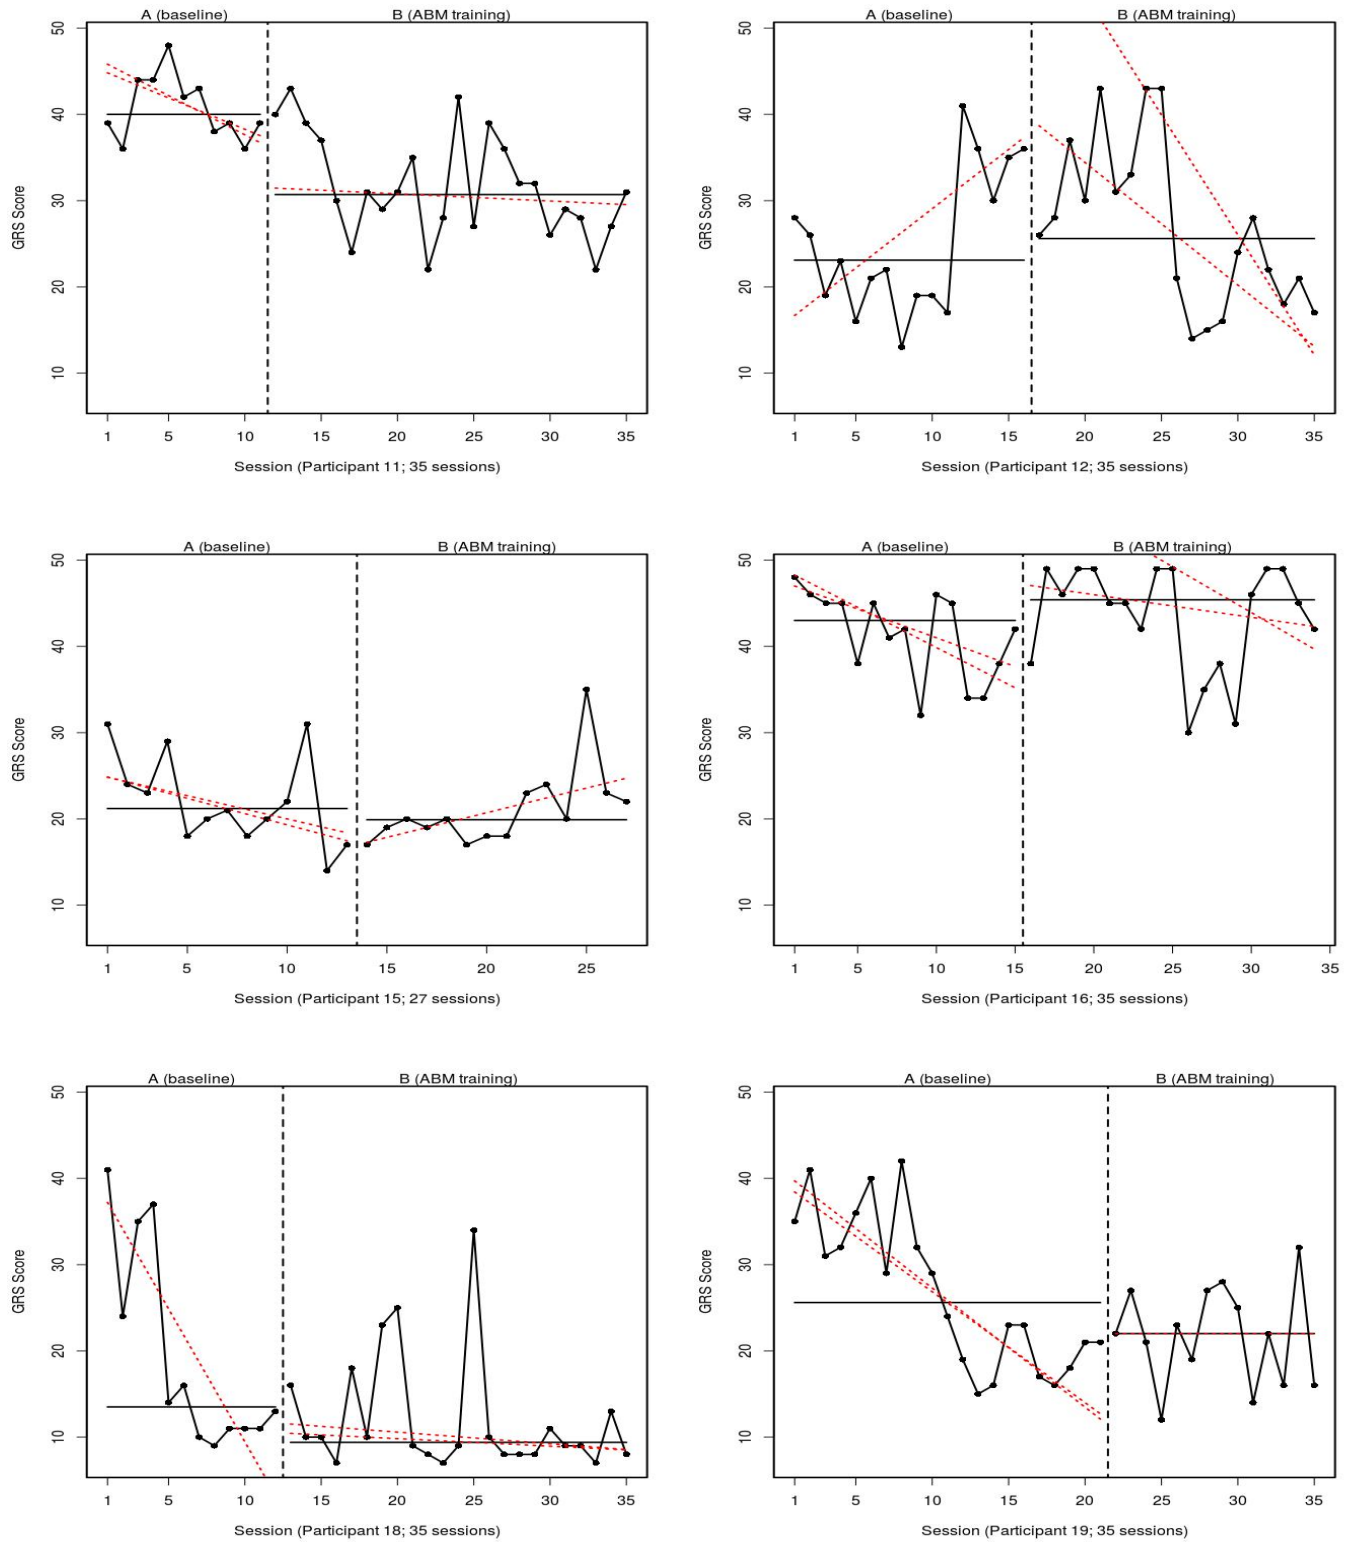 A (baseline) B (ABM training)
50
40
30
20
10
GRS Score
1 5 10 15 20 25 30 35
Session (Participant 11; 35 sessions)
A (baseline) B (ABM training)
50
40
30
20
10
GRS Score
1 5 10 15 20 25 30 35
Session (Participant 12; 35 sessions)
A (baseline) B (ABM training)
50
40
30
20
10
GRS Score
1 5 10 15 20 25
Session (Participant 15; 27 sessions)
A (baseline) B (ABM training)
50
40
30
20
10
GRS Score
1 5 10 15 20 25 30 35
Session (Participant 16; 35 sessions)
A (baseline) B (ABM training)
50
40
30
20
10
GRS Score
1 5 10 15 20 25 30 35
Session (Participant 18; 35 sessions)
A (baseline) B (ABM training)
50
40
30
20
10
GRS Score
1 5 10 15 20 25 30 35
Session (Participant 19; 35 sessions)